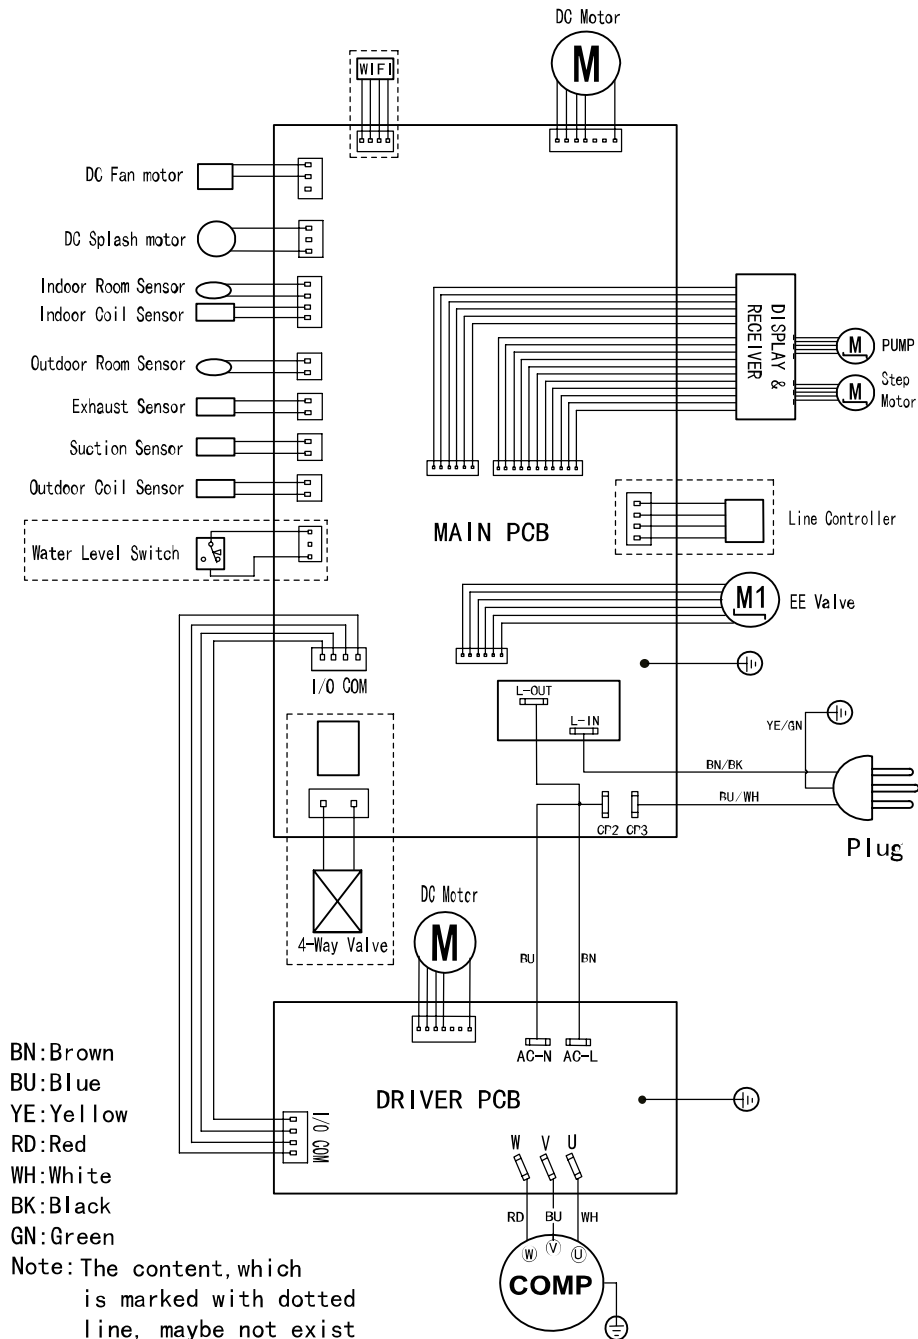 DC Motor
M
WIFI
DC Fan motor
DC Splash motor
Indoor Room Sensor
Indoor Coil Sensor
Outdoor Room Sensor
Exhaust Sensor
Suction Sensor
Outdoor Coil Sensor
Water Level Switch
DISPLAY &
RECEIVER
M
PUMP
M
Step
Motor
MAIN PCB
Line Controller
M1
EE Valve
I/O COM
L-OUT
L-IN
YE/GN
BN/BK
BU/WH
CP2
CP3
Plug
4-Way Valve
DC Motor
M
BU
BN
AC-N
AC-L
DRIVER PCB
I/O COM
W
V
U
RD
BU
WH
W
V
U
COMP
BN:Brown
BU:Blue
YE:Yellow
RD:Red
WH:White
BK:Black
GN:Green
Note: The content, which
is marked with dotted
line, maybe not exist